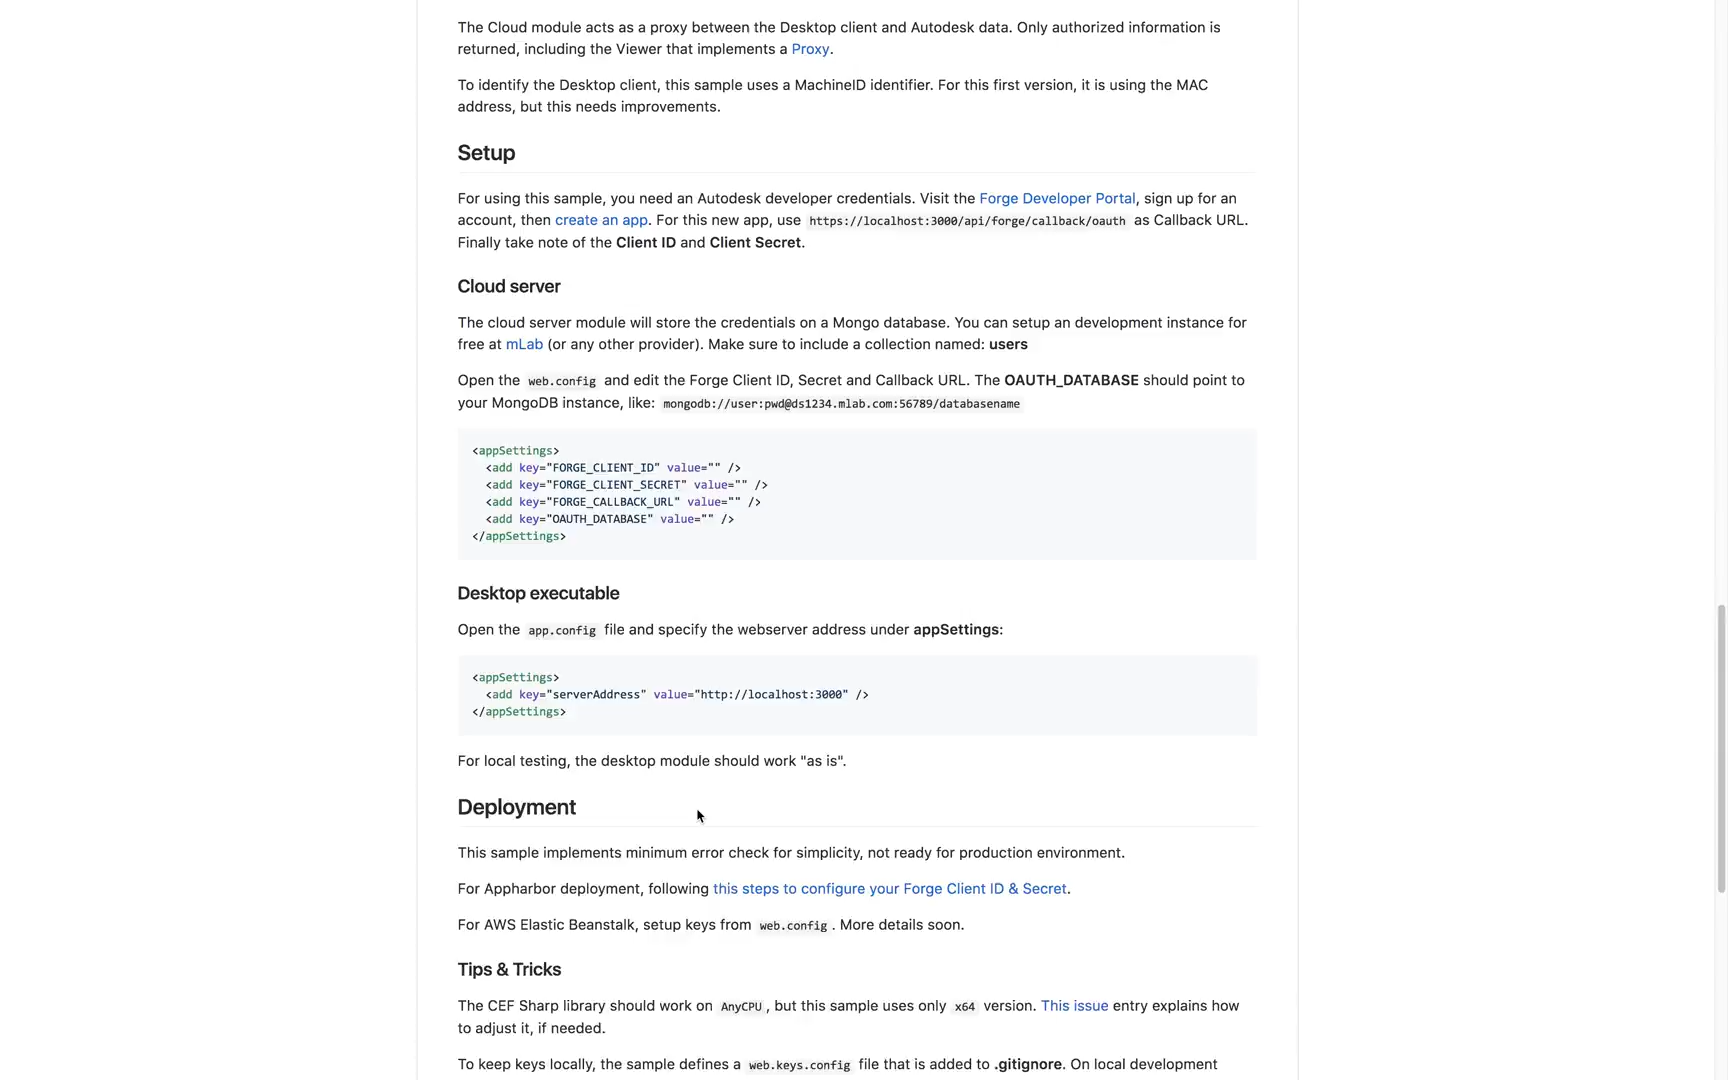 The Cloud module acts as a proxy between the Desktop client and Autodesk data. Only authorized information is
returned, including the Viewer that implements a Proxy.
To identify the Desktop client, this sample uses a MachineID identifier. For this first version, it is using the MAC
address, but this needs improvements.
Setup
For using this sample, you need an Autodesk developer credentials. Visit the Forge Developer Portal, sign up for an
account, then create an app. For this new app, use https://localhost:3000/api/forge/callback/oauth as Callback URL.
Finally take note of the Client ID and Client Secret.
Cloud server
The cloud server module will store the credentials on a Mongo database. You can setup an development instance for
free at mLab (or any other provider). Make sure to include a collection named: users
Open the web.config and edit the Forge Client ID, Secret and Callback URL. The OAUTH_DATABASE should point to
your MongoDB instance, like: mongodb://user:pwd@ds1234.mlab.com:56789/databasename
<appSettings>
  <add key="FORGE_CLIENT_ID" value="" />
  <add key="FORGE_CLIENT_SECRET" value="" />
  <add key="FORGE_CALLBACK_URL" value="" />
  <add key="OAUTH_DATABASE" value="" />
</appSettings>
Desktop executable
Open the app.config file and specify the webserver address under appSettings:
<appSettings>
  <add key="serverAddress" value="http://localhost:3000" />
</appSettings>
For local testing, the desktop module should work "as is".
Deployment
This sample implements minimum error check for simplicity, not ready for production environment.
For Appharbor deployment, following this steps to configure your Forge Client ID & Secret.
For AWS Elastic Beanstalk, setup keys from web.config . More details soon.
Tips & Tricks
The CEF Sharp library should work on AnyCPU , but this sample uses only x64 version. This issue entry explains how
to adjust it, if needed.
To keep keys locally, the sample defines a web.keys.config file that is added to .gitignore. On local development